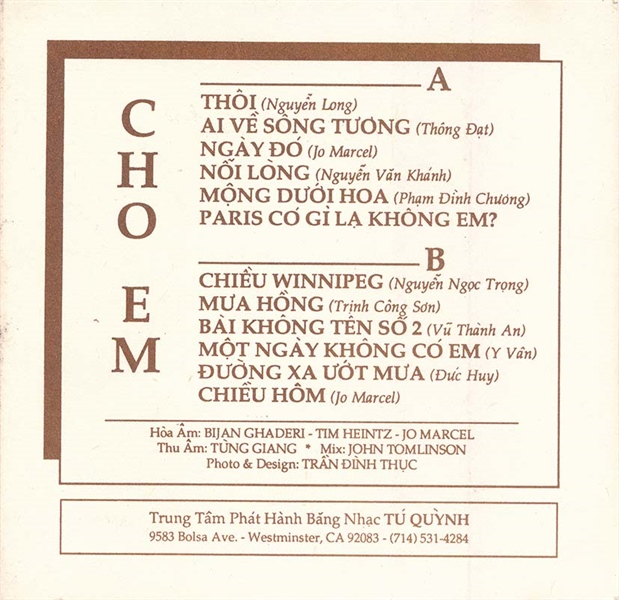 CHO EM
A
THÔI (Nguyễn Long)
AI VỀ SÔNG TƯƠNG (Thông Đạt)
NGÀY ĐÓ (Jo Marcel)
NỖI LÒNG (Nguyễn Văn Khánh)
MỘNG DƯỚI HOA (Phạm Đình Chương)
PARIS CÓ GÌ LẠ KHÔNG EM?
B
CHIỀU WINNIPEG (Nguyễn Ngọc Trọng)
MƯA HỒNG (Trịnh Công Sơn)
BÀI KHÔNG TÊN SỐ 2 (Vũ Thành An)
MỘT NGÀY KHÔNG CÓ EM (Y Vân)
ĐƯỜNG XA ƯỚT MƯA (Đức Huy)
CHIỀU HÔM (Jo Marcel)
Hòa Âm: BIJAN GHADERI - TIM HEINTZ - JO MARCEL
Thu Âm: TÙNG GIANG * Mix: JOHN TOMLINSON
Photo & Design: TRẦN ĐÌNH THỤC
Trung Tâm Phát Hành Băng Nhạc TÚ QUỲNH
9583 Bolsa Ave. - Westminster, CA 92083 - (714) 531-4284